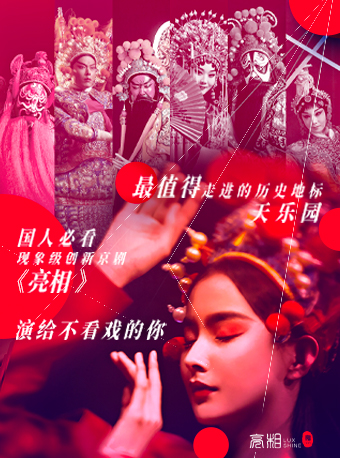 最值得走进的历史地标
天乐园
国人必看
现象级创新京剧
《亮相》
演给不看戏的你
亮相 LUX
SHINE